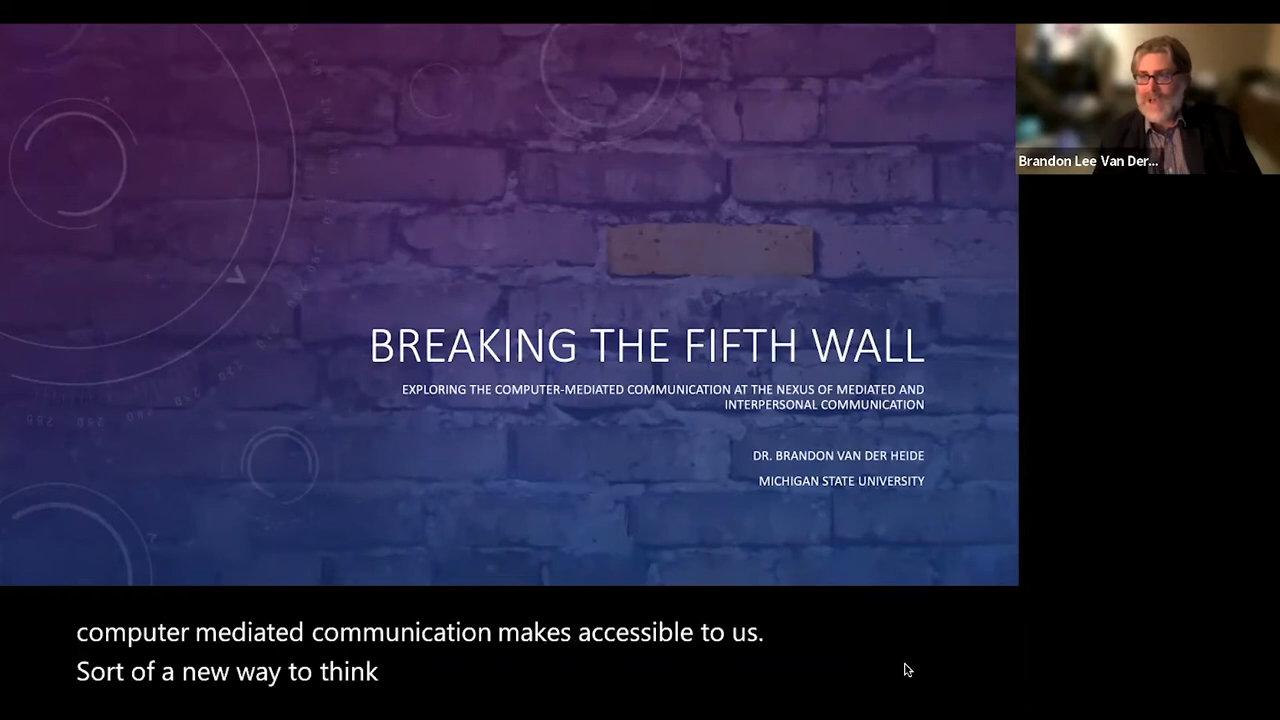 Brandon Lee Van Der...
BREAKING THE FIFTH WALL
EXPLORING THE COMPUTER-MEDIATED COMMUNICATION AT THE NEXUS OF MEDIATED AND
INTERPERSONAL COMMUNICATION
DR. BRANDON VAN DER HEIDE
MICHIGAN STATE UNIVERSITY
computer mediated communication makes accessible to us.
Sort of a new way to think